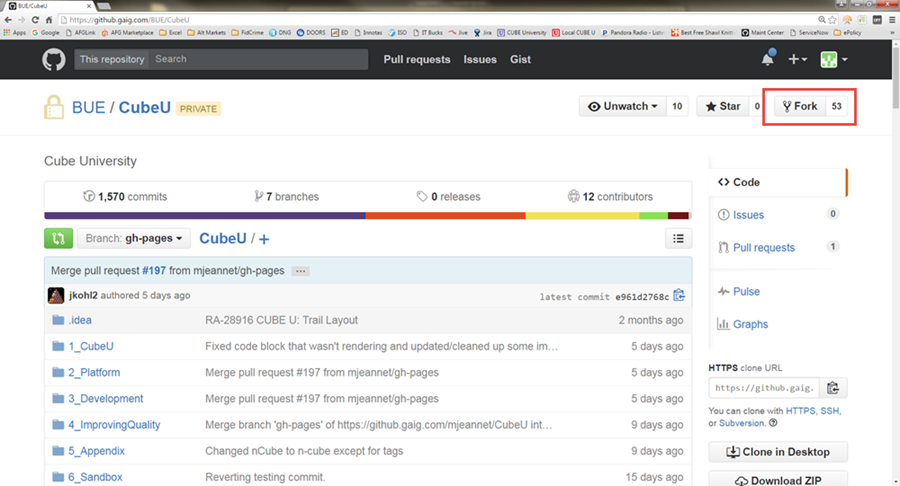 BUE/CubeU
https://github.gaig.com/BUE/CubeU
Apps Google AFGLink AFG Marketplace Excel Alt Markets FidCrime DNG DOORS ED Innotas ISO IT Bucks Jive Jira CUBE University Local CUBE U Pandora Radio - Listen Best Free Shawl Knitt Maint Center ServiceNow ePolicy
This repository Search Pull requests Issues Gist
BUE / CubeU PRIVATE Unwatch 10 Star 0 Fork 53
Cube University
1,570 commits 7 branches 0 releases 12 contributors
Branch: gh-pages CubeU / +
Merge pull request #197 from mjeannet/gh-pages ...
jkohl2 authored 5 days ago latest commit e961d2768c
.idea RA-28916 CUBE U: Trail Layout 2 months ago
1_CubeU Fixed code block that wasn't rendering and updated/cleaned up some im... 5 days ago
2_Platform Merge pull request #197 from mjeannet/gh-pages 5 days ago
3_Development Merge pull request #197 from mjeannet/gh-pages 5 days ago
4_ImprovingQuality Merge branch 'gh-pages' of https://github.gaig.com/mjeannet/CubeU int... 9 days ago
5_Appendix Changed nCube to n-cube except for tags 9 days ago
6_Sandbox Reverting testing commit. 15 days ago
Code
Issues 0
Pull requests 1
Pulse
Graphs
HTTPS clone URL
https://github.gaig.
You can clone with HTTPS, SSH,
or Subversion.
Clone in Desktop
Download ZIP